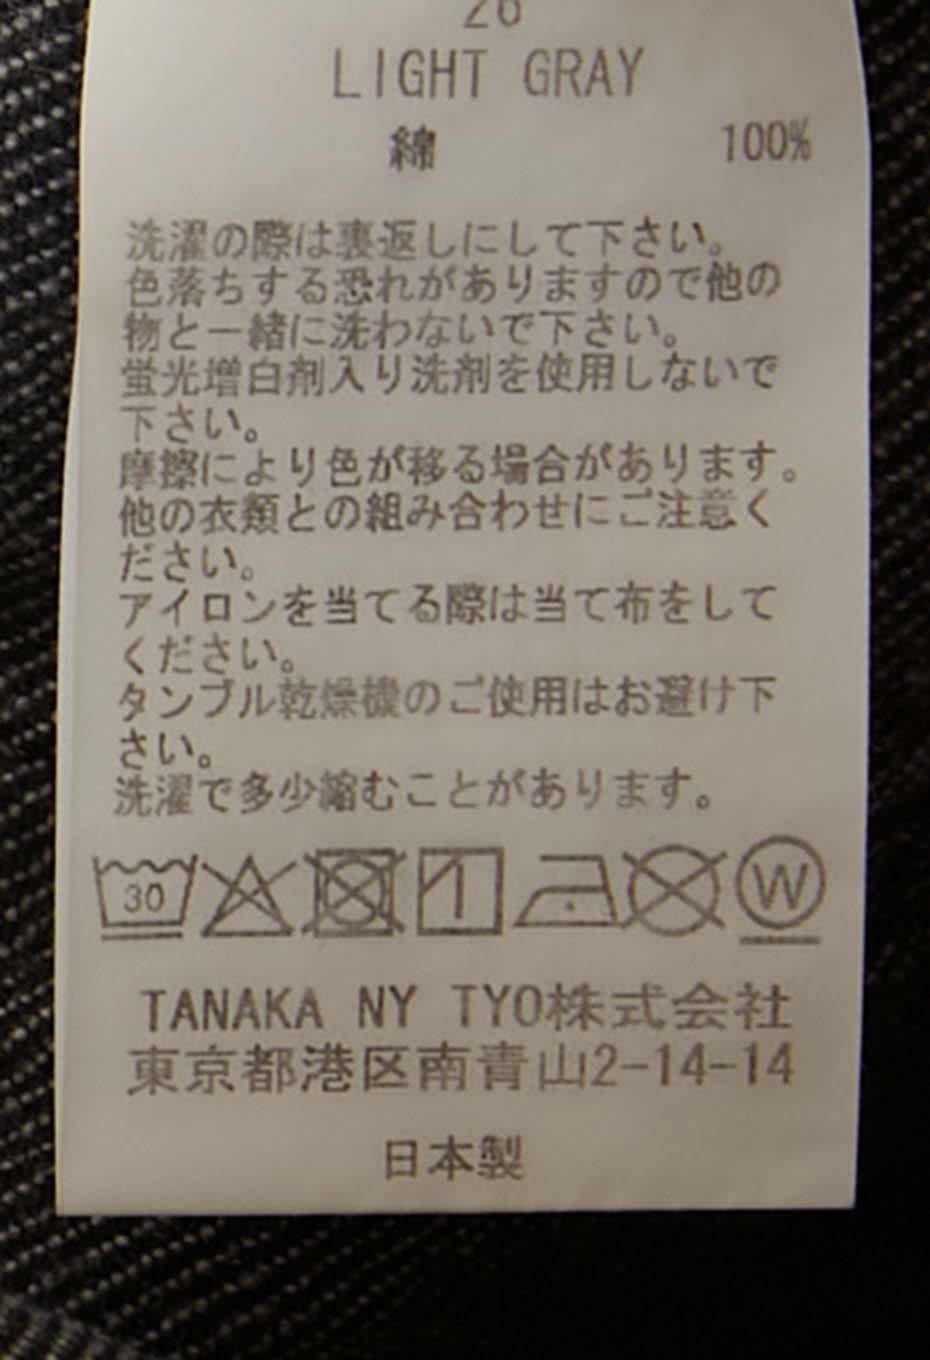 26
LIGHT GRAY
綿 100%
洗濯の際は裏返しにして下さい。
色落ちする恐れがありますので他の
物と一緒に洗わないで下さい。
蛍光増白剤入り洗剤を使用しないで
下さい。
摩擦により色が移る場合があります。
他の衣類との組み合わせにご注意く
ださい。
アイロンを当てる際は当て布をして
ください。
タンブル乾燥機のご使用はお避け下
さい。
洗濯で多少縮むことがあります。
30 W
TANAKA NY TYO株式会社
東京都港区南青山2-14-14
日本製